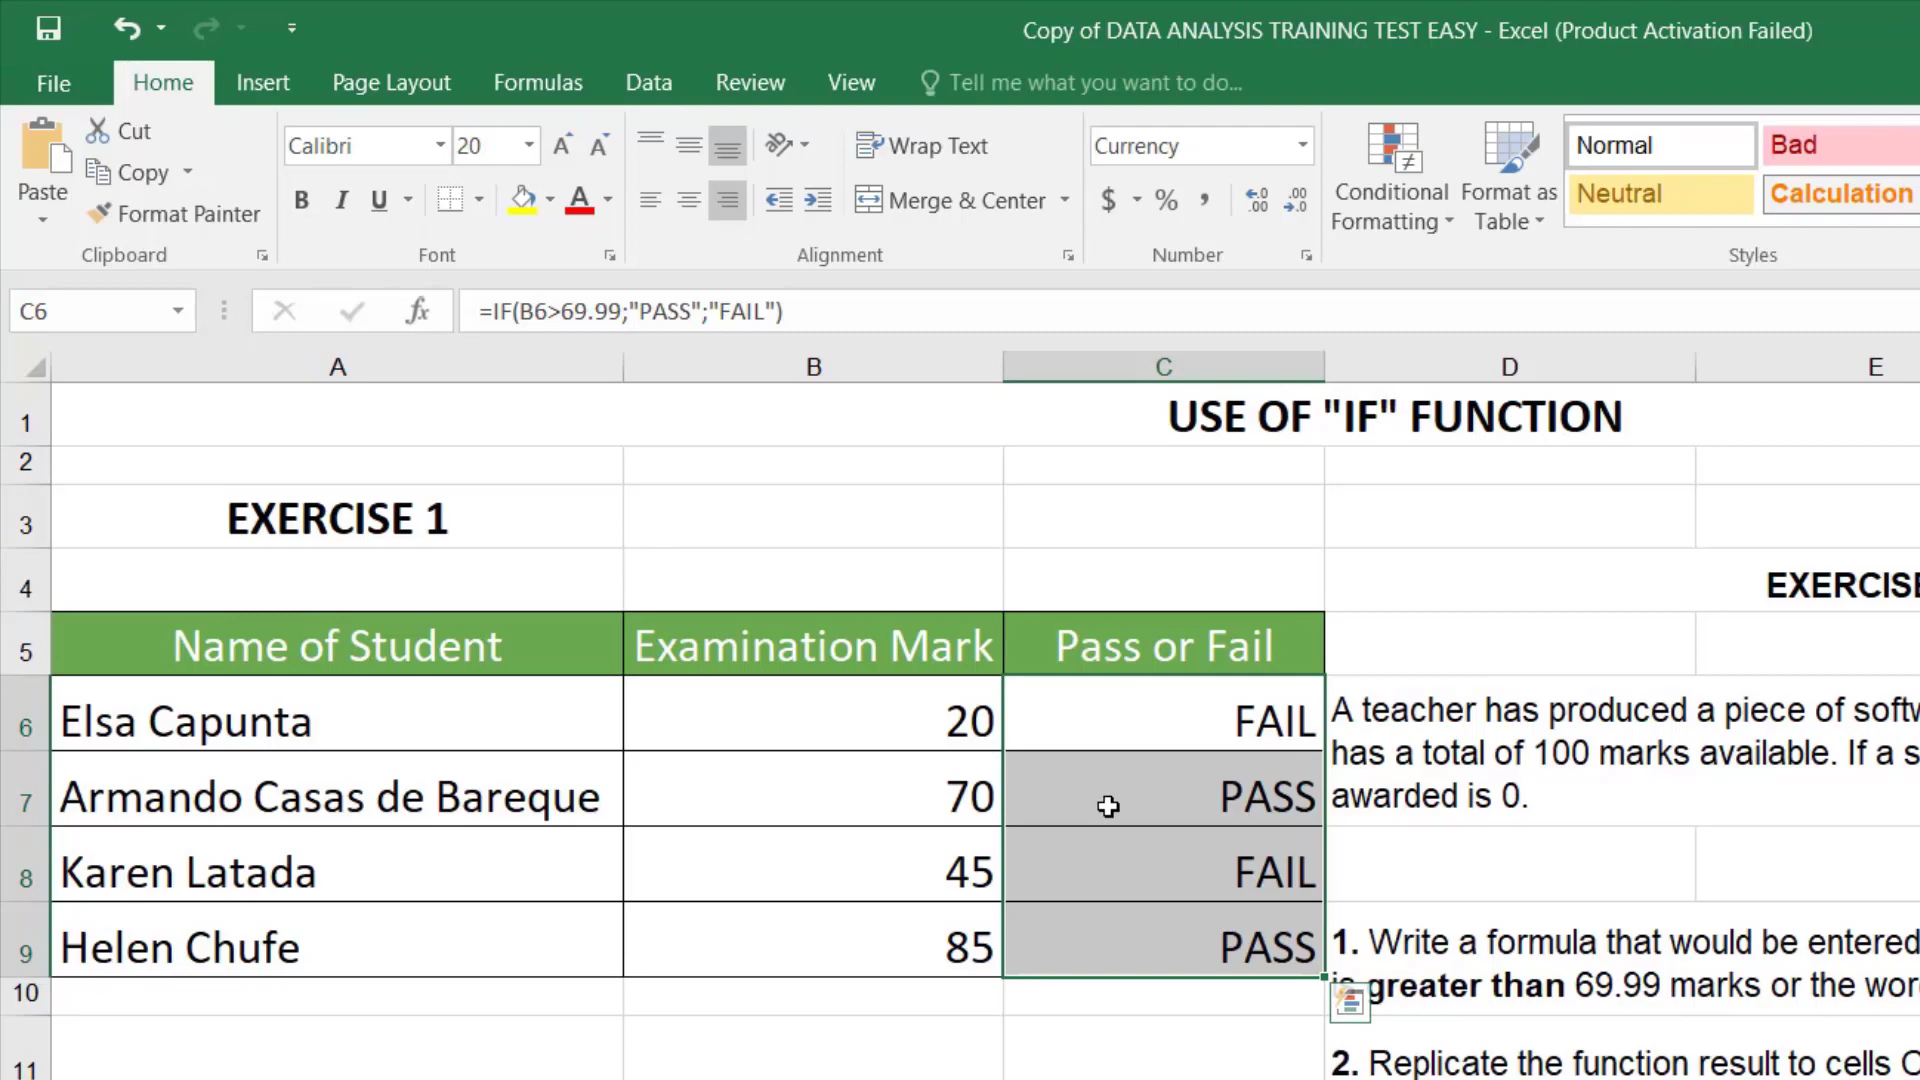 Copy of DATA ANALYSIS TRAINING TEST EASY - Excel (Product Activation Failed)
File Home Insert Page Layout Formulas Data Review View Tell me what you want to do...
Paste
Cut
Copy
Format Painter
Clipboard
Calibri 20
B I U A
Font
Wrap Text
Merge & Center
Alignment
Currency
$ % , .00 .00
Number
Conditional Formatting
Format as Table
Normal Bad
Neutral Calculation
Styles
C6 fx =IF(B6>69.99;"PASS";"FAIL")
A B C D E
1 USE OF "IF" FUNCTION
2
3 EXERCISE 1
4 EXERCISE
5 Name of Student Examination Mark Pass or Fail
6 Elsa Capunta 20 FAIL
7 Armando Casas de Bareque 70 PASS
8 Karen Latada 45 FAIL
9 Helen Chufe 85 PASS
10
11
A teacher has produced a piece of
has a total of 100 marks available. If a
awarded is 0.
1. Write a formula that would be entered
greater than 69.99 marks or the
2. Replicate the function result to cells